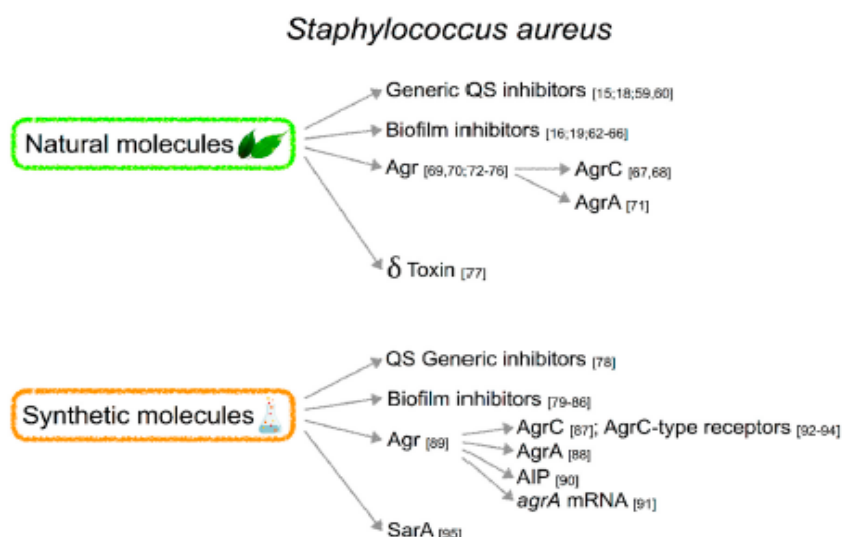 Staphylococcus aureus
Natural molecules
Generic QS inhibitors [15;18;59,60]
Biofilm inhibitors [16;19;62-66]
Agr [69,70;72-76]
AgrC [67,68]
AgrA [71]
δ Toxin [77]
Synthetic molecules
QS Generic inhibitors [78]
Biofilm inhibitors [79-86]
Agr [89]
AgrC [87]; AgrC-type receptors [92-94]
AgrA [88]
AIP [90]
agrA mRNA [91]
SarA [95]